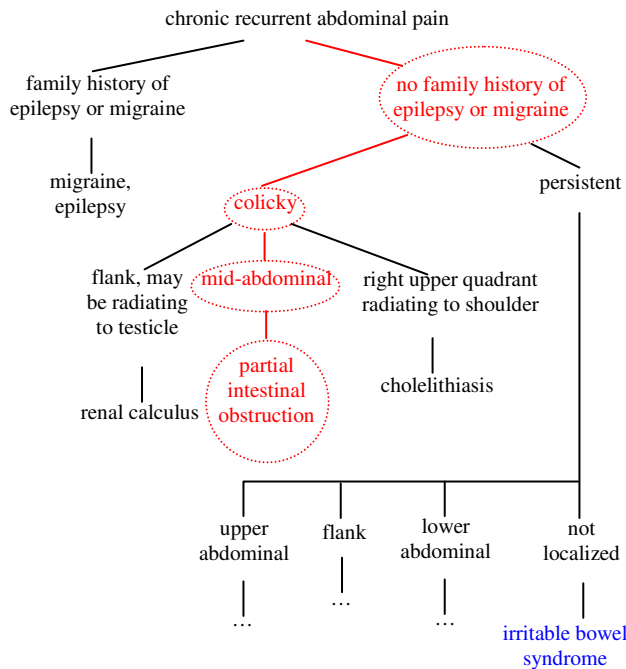 chronic recurrent abdominal pain
family history of
epilepsy or migraine
no family history of
epilepsy or migraine
migraine,
epilepsy
persistent
colicky
flank, may
be radiating
to testicle
mid-abdominal
right upper quadrant
radiating to shoulder
renal calculus
partial
intestinal
obstruction
cholelithiasis
upper
abdominal
flank
lower
abdominal
not
localized
...
...
...
irritable bowel
syndrome